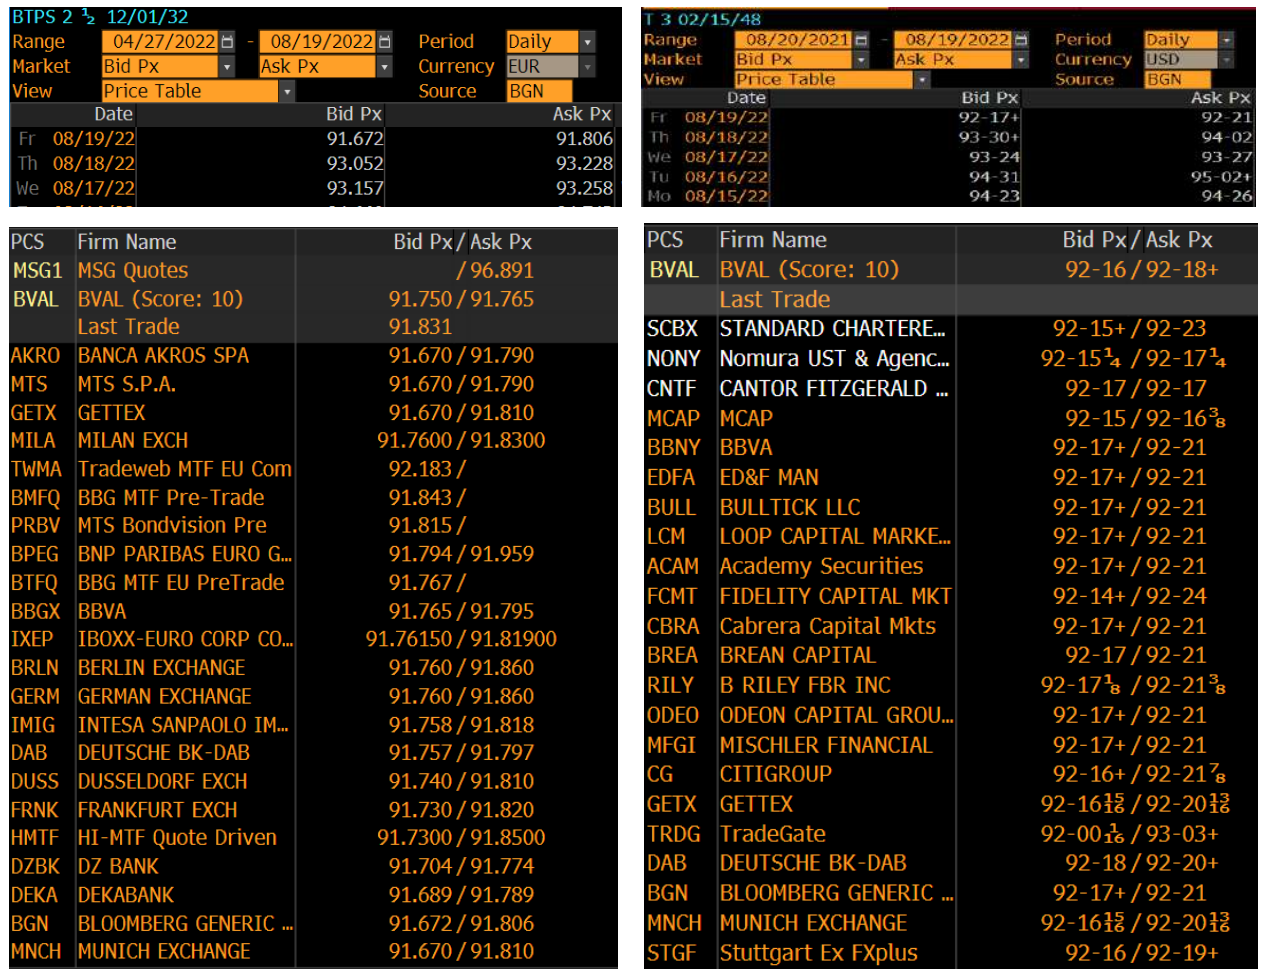 BTPS 2 ½ 12/01/32
Range 04/27/2022 - 08/19/2022 Period Daily
Market Bid Px Ask Px Currency EUR
View Price Table Source BGN
Date Bid Px Ask Px
Fr 08/19/22 91.672 91.806
Th 08/18/22 93.052 93.228
We 08/17/22 93.157 93.258
T 3 02/15/48
Range 08/20/2021 - 08/19/2022 Period Daily
Market Bid Px Ask Px Currency USD
View Price Table Source BGN
Date Bid Px Ask Px
Fr 08/19/22 92-17+ 92-21
Th 08/18/22 93-30+ 94-02
We 08/17/22 93-24 93-27
Tu 08/16/22 94-31 95-02+
Mo 08/15/22 94-23 94-26
PCS Firm Name Bid Px / Ask Px
MSG1 MSG Quotes / 96.891
BVAL BVAL (Score: 10) 91.750 / 91.765
Last Trade 91.831
AKRO BANCA AKROS SPA 91.670 / 91.790
MTS MTS S.P.A. 91.670 / 91.790
GETX GETTEX 91.670 / 91.810
MILA MILAN EXCH 91.7600 / 91.8300
TWMA Tradeweb MTF EU Com 92.183 /
BMFQ BBG MTF Pre-Trade 91.843 /
PRBV MTS Bondvision Pre 91.815 /
BPEG BNP PARIBAS EURO G... 91.794 / 91.959
BTFQ BBG MTF EU PreTrade 91.767 /
BBGX BBVA 91.765 / 91.795
IXEP IBOXX-EURO CORP CO... 91.76150 / 91.81900
BRLN BERLIN EXCHANGE 91.760 / 91.860
GERM GERMAN EXCHANGE 91.760 / 91.860
IMIG INTESA SANPAOLO IM... 91.758 / 91.818
DAB DEUTSCHE BK-DAB 91.757 / 91.797
DUSS DUSSELDORF EXCH 91.740 / 91.810
FRNK FRANKFURT EXCH 91.730 / 91.820
HMTF HI-MTF Quote Driven 91.7300 / 91.8500
DZBK DZ BANK 91.704 / 91.774
DEKA DEKABANK 91.689 / 91.789
BGN BLOOMBERG GENERIC ... 91.672 / 91.806
MNCH MUNICH EXCHANGE 91.670 / 91.810
PCS Firm Name Bid Px / Ask Px
BVAL BVAL (Score: 10) 92-16 / 92-18+
Last Trade
SCBX STANDARD CHARTERE... 92-15+ / 92-23
NONY Nomura UST & Agenc... 92-15¼ / 92-17¼
CNTF CANTOR FITZGERALD ... 92-17 / 92-17
MCAP MCAP 92-15 / 92-16⅜
BBNY BBVA 92-17+ / 92-21
EDFA ED&F MAN 92-17+ / 92-21
BULL BULLTICK LLC 92-17+ / 92-21
LCM LOOP CAPITAL MARKE... 92-17+ / 92-21
ACAM Academy Securities 92-17+ / 92-21
FCMT FIDELITY CAPITAL MKT 92-14+ / 92-24
CBRA Cabrera Capital Mkts 92-17+ / 92-21
BREA BREAN CAPITAL 92-17 / 92-21
RILY B RILEY FBR INC 92-17⅛ / 92-21⅜
ODEO ODEON CAPITAL GROU... 92-17+ / 92-21
MFGI MISCHLER FINANCIAL 92-17+ / 92-21
CG CITIGROUP 92-16+ / 92-21⅞
GETX GETTEX 92-16 15/16 / 92-20 13/16
TRDG TradeGate 92-00 1/16 / 93-03+
DAB DEUTSCHE BK-DAB 92-18 / 92-20+
BGN BLOOMBERG GENERIC ... 92-17+ / 92-21
MNCH MUNICH EXCHANGE 92-16 15/16 / 92-20 13/16
STGF Stuttgart Ex FXplus 92-16 / 92-19+